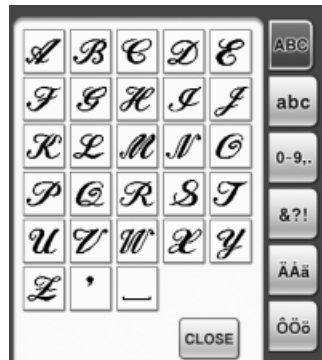 A B C D E
F G H I J
K L M N O
P Q R S T
U V W X Y
Z ' _
CLOSE
ABC
abc
0-9,.
&?!
ÄÅä
ÔÖö